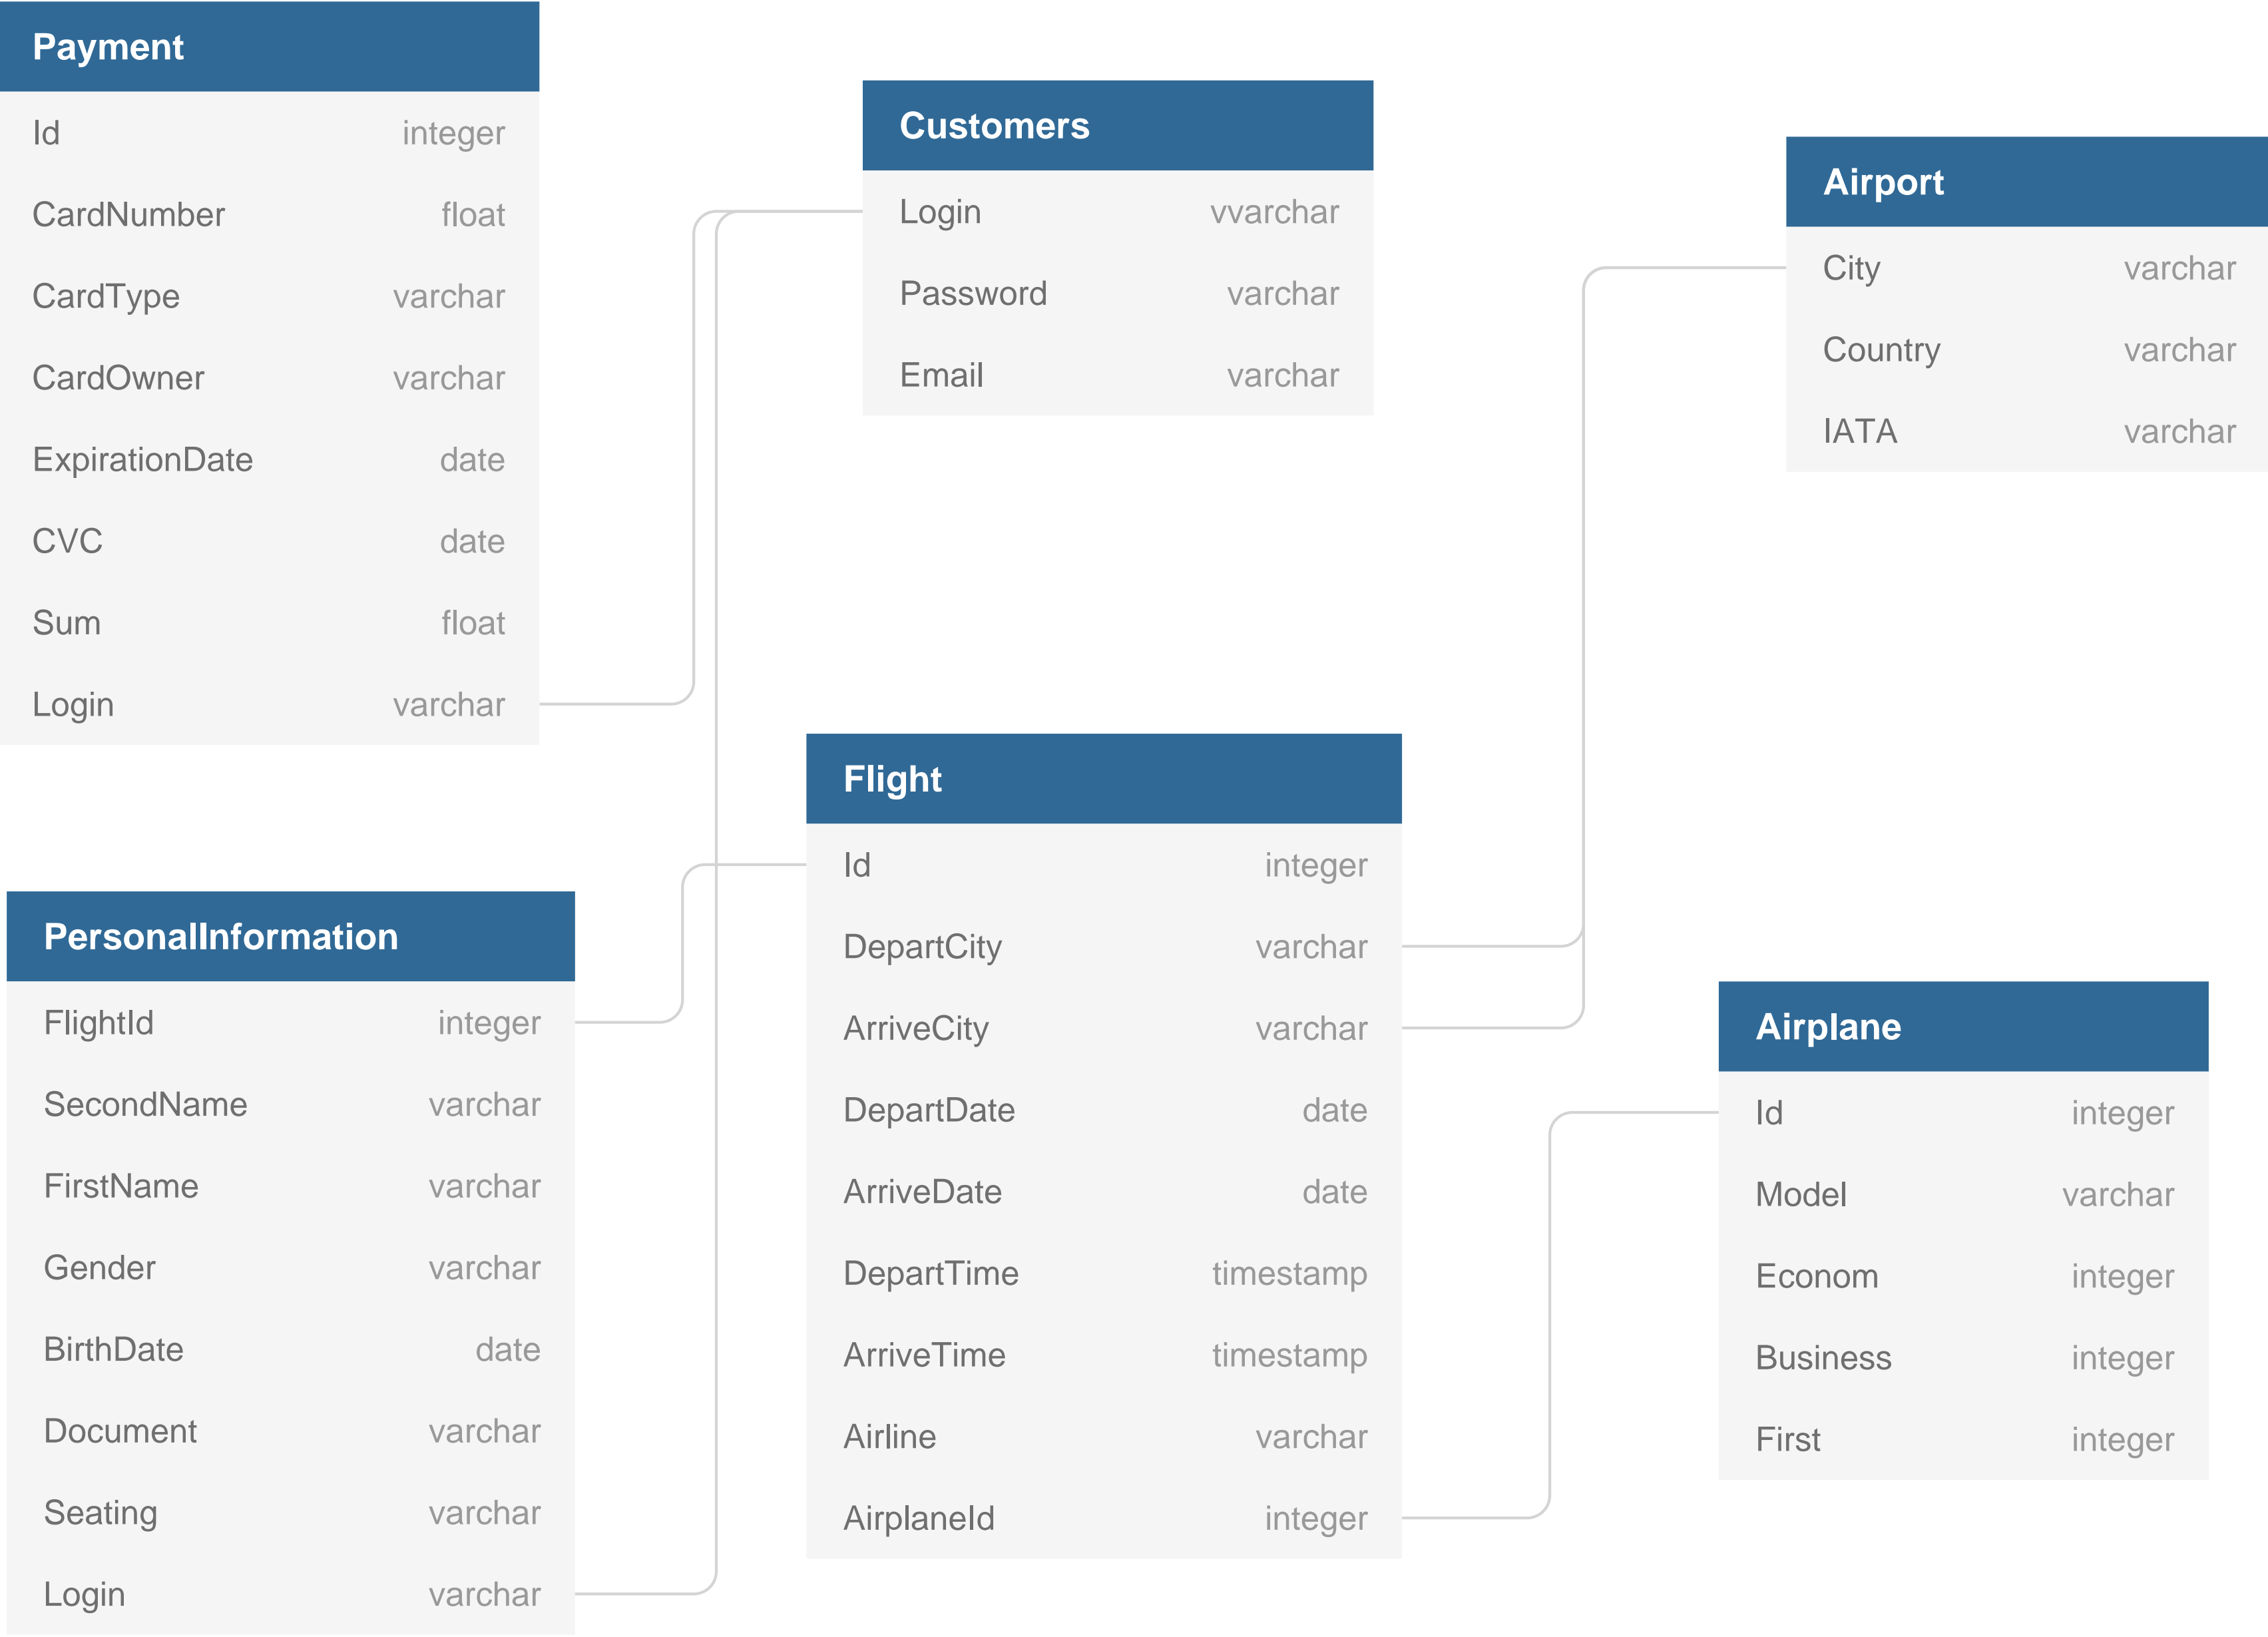 Payment
Id integer
CardNumber float
CardType varchar
CardOwner varchar
ExpirationDate date
CVC date
Sum float
Login varchar
Customers
Login vvarchar
Password varchar
Email varchar
Airport
City varchar
Country varchar
IATA varchar
PersonalInformation
FlightId integer
SecondName varchar
FirstName varchar
Gender varchar
BirthDate date
Document varchar
Seating varchar
Login varchar
Flight
Id integer
DepartCity varchar
ArriveCity varchar
DepartDate date
ArriveDate date
DepartTime timestamp
ArriveTime timestamp
Airline varchar
AirplaneId integer
Airplane
Id integer
Model varchar
Econom integer
Business integer
First integer